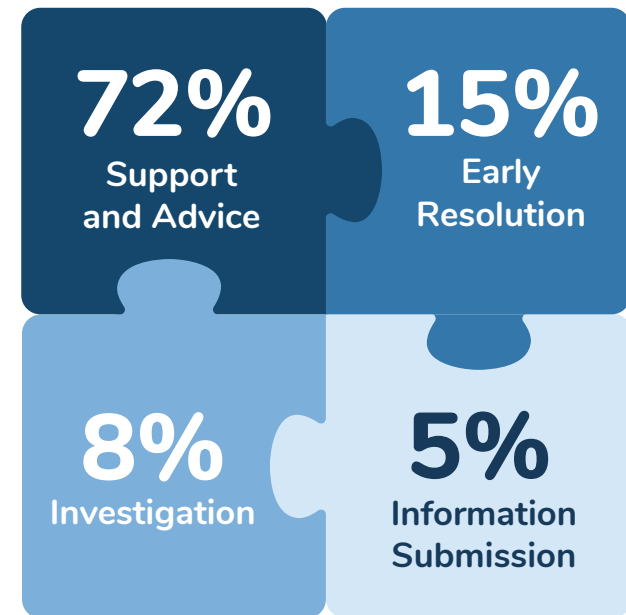 72%
Support
and Advice
15%
Early
Resolution
8%
Investigation
5%
Information
Submission